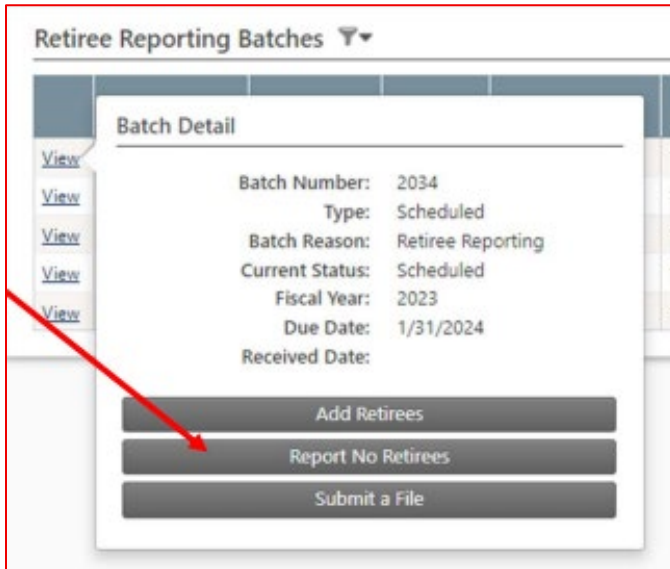 Retiree Reporting Batches
Batch Detail
View
View
View
View
View
Batch Number: 2034
Type: Scheduled
Batch Reason: Retiree Reporting
Current Status: Scheduled
Fiscal Year: 2023
Due Date: 1/31/2024
Received Date:
Add Retirees
Report No Retirees
Submit a File